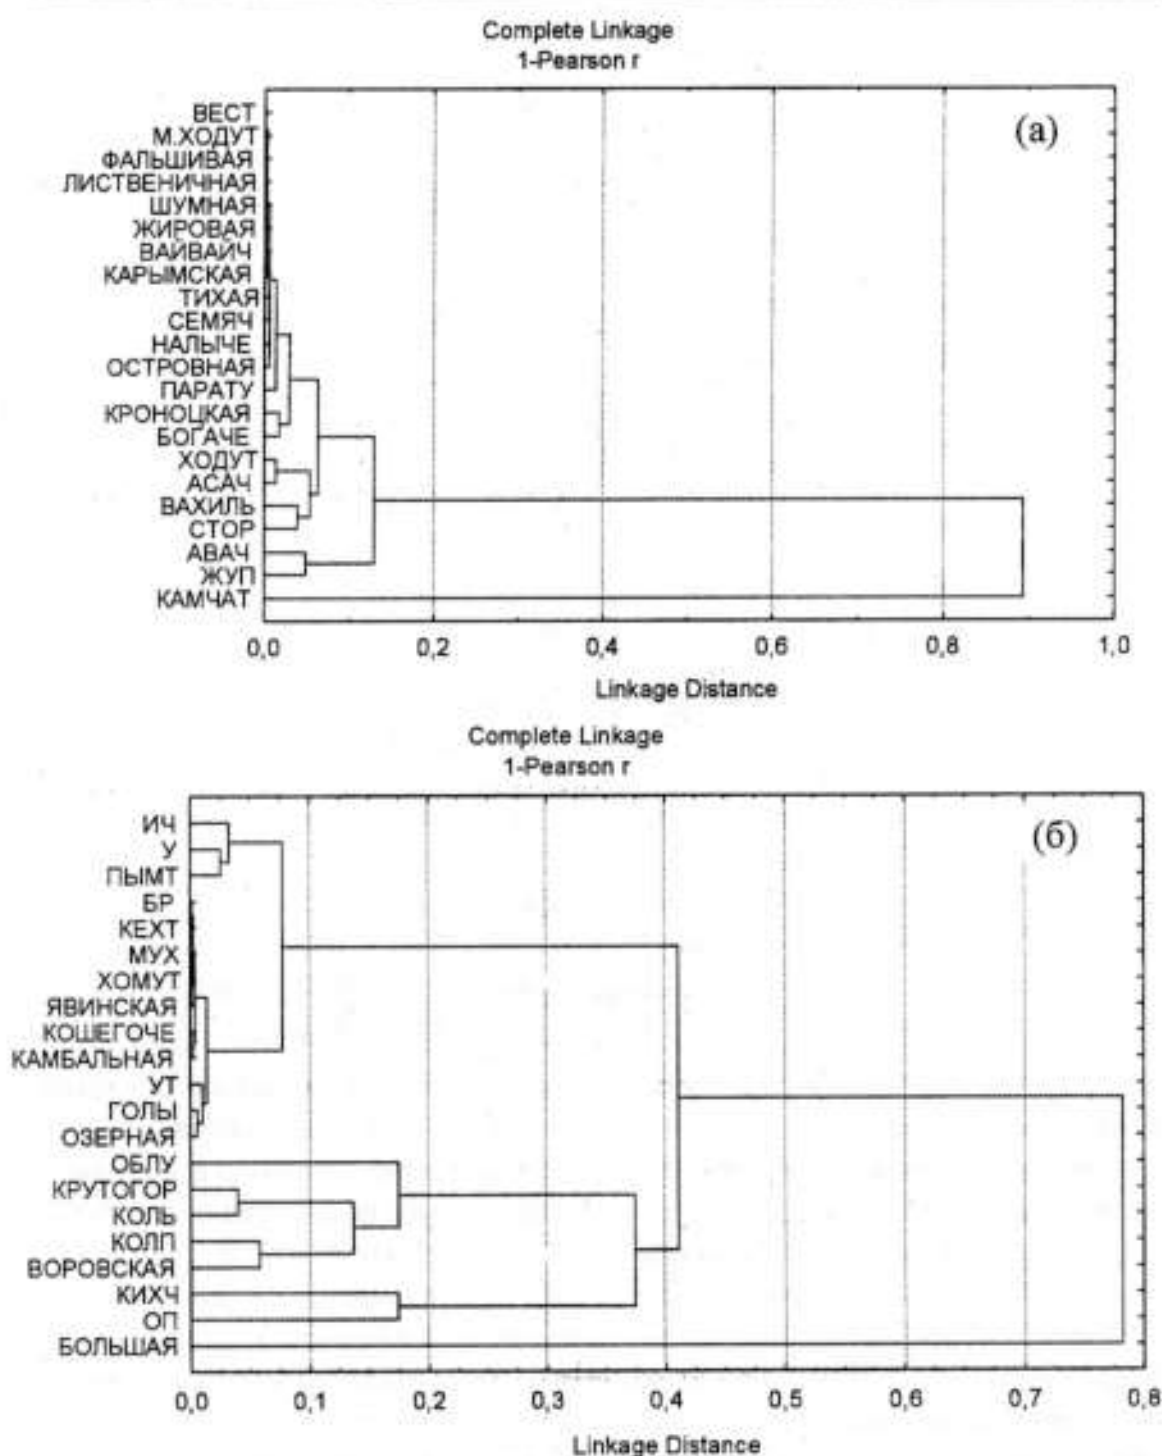 Complete Linkage
1-Pearson r
(а)
ВЕСТ
М.ХОДУТ
ФАЛЬШИВАЯ
ЛИСТВЕНИЧНАЯ
ШУМНАЯ
ЖИРОВАЯ
ВАЙВАЙЧ
КАРЫМСКАЯ
ТИХАЯ
СЕМЯЧ
НАЛЫЧЕ
ОСТРОВНАЯ
ПАРАТУ
КРОНОЦКАЯ
БОГАЧЕ
ХОДУТ
АСАЧ
ВАХИЛЬ
СТОР
АВАЧ
ЖУП
КАМЧАТ
0,0 0,2 0,4 0,6 0,8 1,0
Linkage Distance
Complete Linkage
1-Pearson r
(б)
ИЧ
У
ПЫМТ
БР
КЕХТ
МУХ
ХОМУТ
ЯВИНСКАЯ
КОШЕГОЧЕ
КАМБАЛЬНАЯ
УТ
ГОЛЫ
ОЗЕРНАЯ
ОБЛУ
КРУТОГОР
КОЛЬ
КОЛП
ВОРОВСКАЯ
КИХЧ
ОП
БОЛЬШАЯ
0,0 0,1 0,2 0,3 0,4 0,5 0,6 0,7 0,8
Linkage Distance